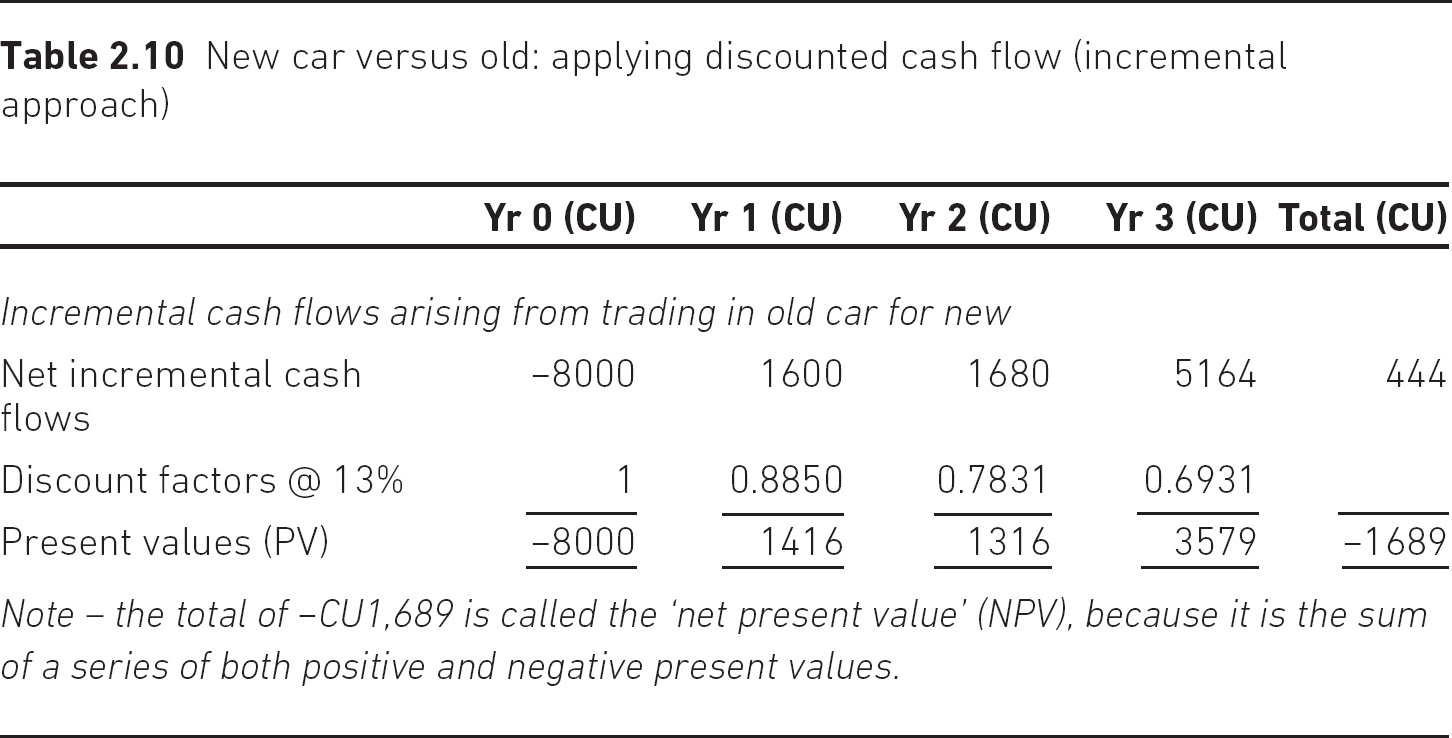 Table 2.10 New car versus old: applying discounted cash flow (incremental
approach)
Yr 0 (CU) Yr 1 (CU) Yr 2 (CU) Yr 3 (CU) Total (CU)
Incremental cash flows arising from trading in old car for new
Net incremental cash –8000 1600 1680 5164 444
flows
Discount factors @ 13% 1 0.8850 0.7831 0.6931
Present values (PV) –8000 1416 1316 3579 –1689
Note – the total of –CU1,689 is called the ‘net present value’ (NPV), because it is the sum
of a series of both positive and negative present values.